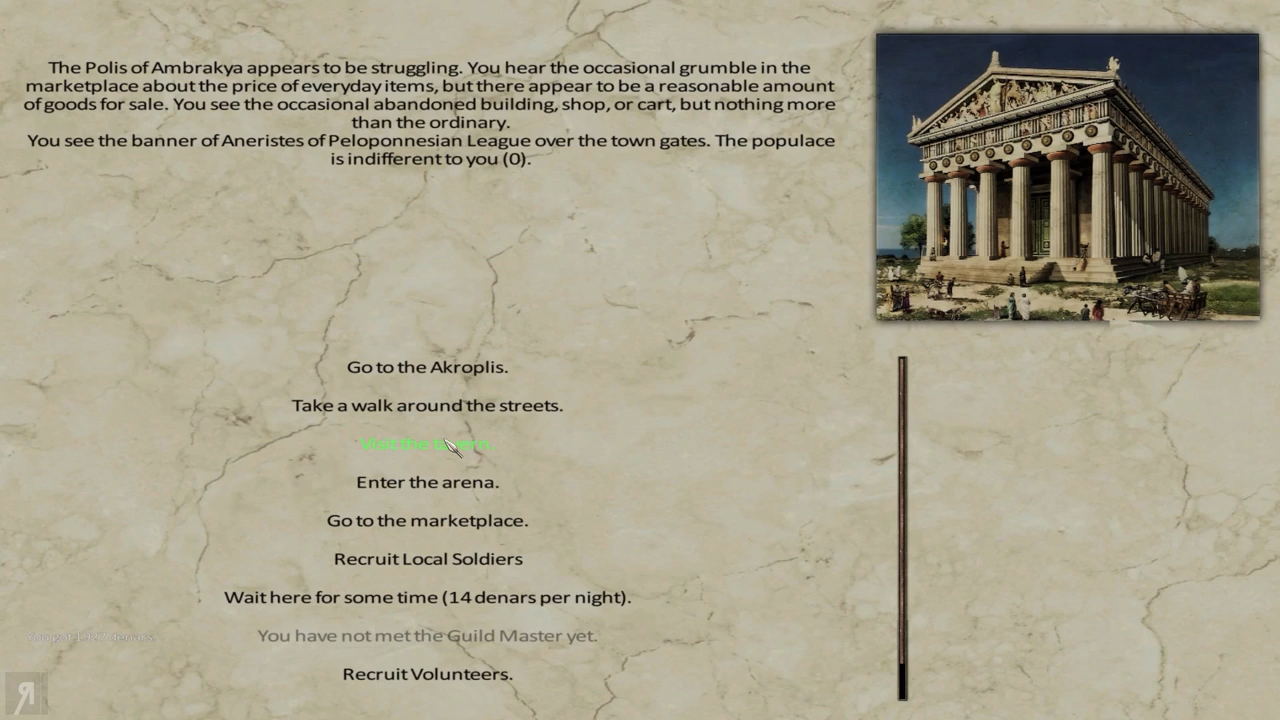 The Polis of Ambrakya appears to be struggling. You hear the occasional grumble in the
marketplace about the price of everyday items, but there appear to be a reasonable amount
of goods for sale. You see the occasional abandoned building, shop, or cart, but nothing more
than the ordinary.
You see the banner of Aneristes of Peloponnesian League over the town gates. The populace
is indifferent to you (0).
Go to the Akroplis.
Take a walk around the streets.
Visit the tavern.
Enter the arena.
Go to the marketplace.
Recruit Local Soldiers
Wait here for some time (14 denars per night).
You have not met the Guild Master yet.
Recruit Volunteers.